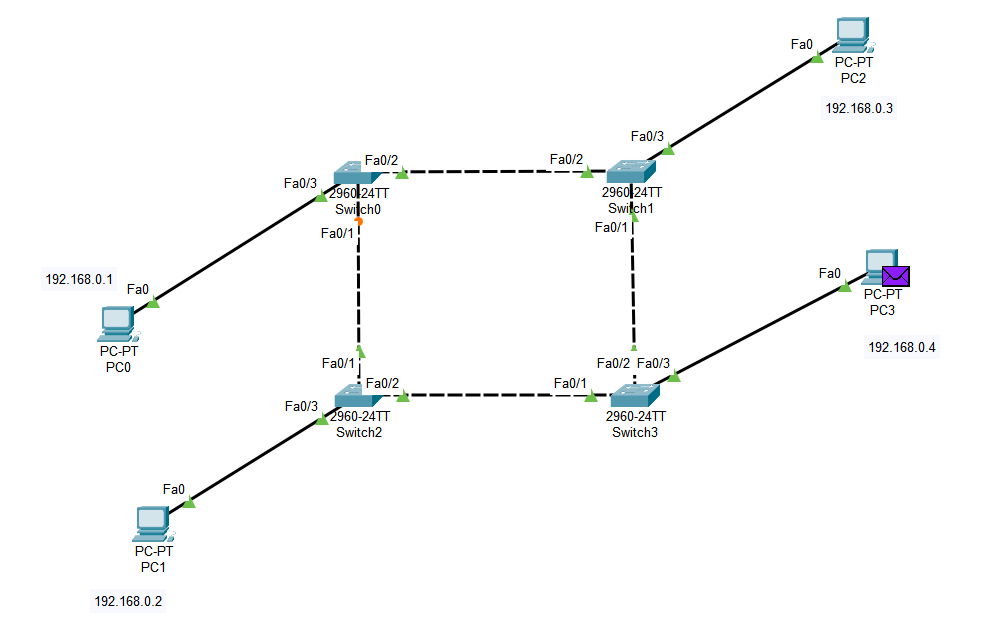 Fa0
PC-PT
PC2
192.168.0.3
Fa0/3
Fa0/2
Fa0/2
Fa0/3
2960-24TT
Switch0
2960-24TT
Switch1
Fa0/1
Fa0/1
192.168.0.1
Fa0
PC-PT
PC0
Fa0
PC-PT
PC3
192.168.0.4
Fa0/1
Fa0/2
Fa0/3
Fa0/2
Fa0/1
Fa0/3
2960-24TT
Switch2
2960-24TT
Switch3
Fa0
PC-PT
PC1
192.168.0.2